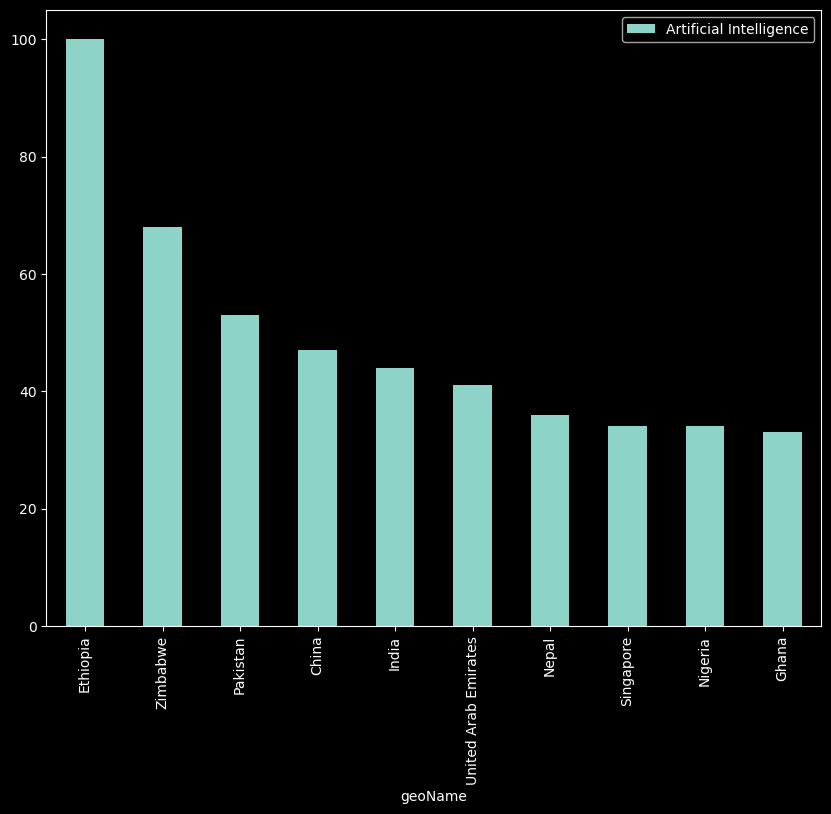 Artificial Intelligence
100
80
60
40
20
0
Ethiopia
Zimbabwe
Pakistan
China
India
United Arab Emirates
Nepal
Singapore
Nigeria
Ghana
geoName